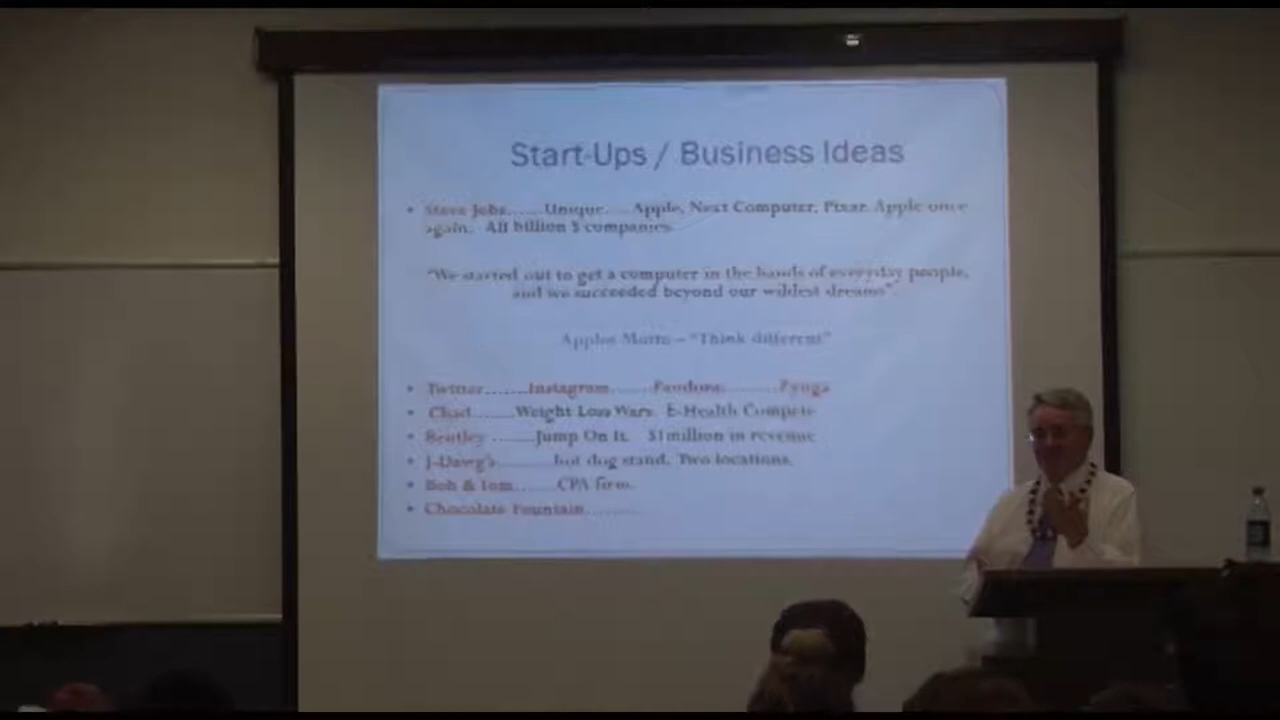 Start-Ups / Business Ideas
• Steve Jobs.......Unique.....Apple, Next Computer, Pixar. Apple once
again. All billion $ companies.
"We started out to get a computer in the hands of everyday people,
and we succeeded beyond our wildest dreams".
Apples Motto – "Think different"
• Twitter.......Instagram.......Pandora.........
• Chad.......Weight Loss Wars. E-Health Compete
• Bentley .......Jump On It. $1million in revenue
• J-Dawg's.........hot dog stand. Two locations.
• Bob & Tom.......CPA firm.
• Chocolate Fountain.........